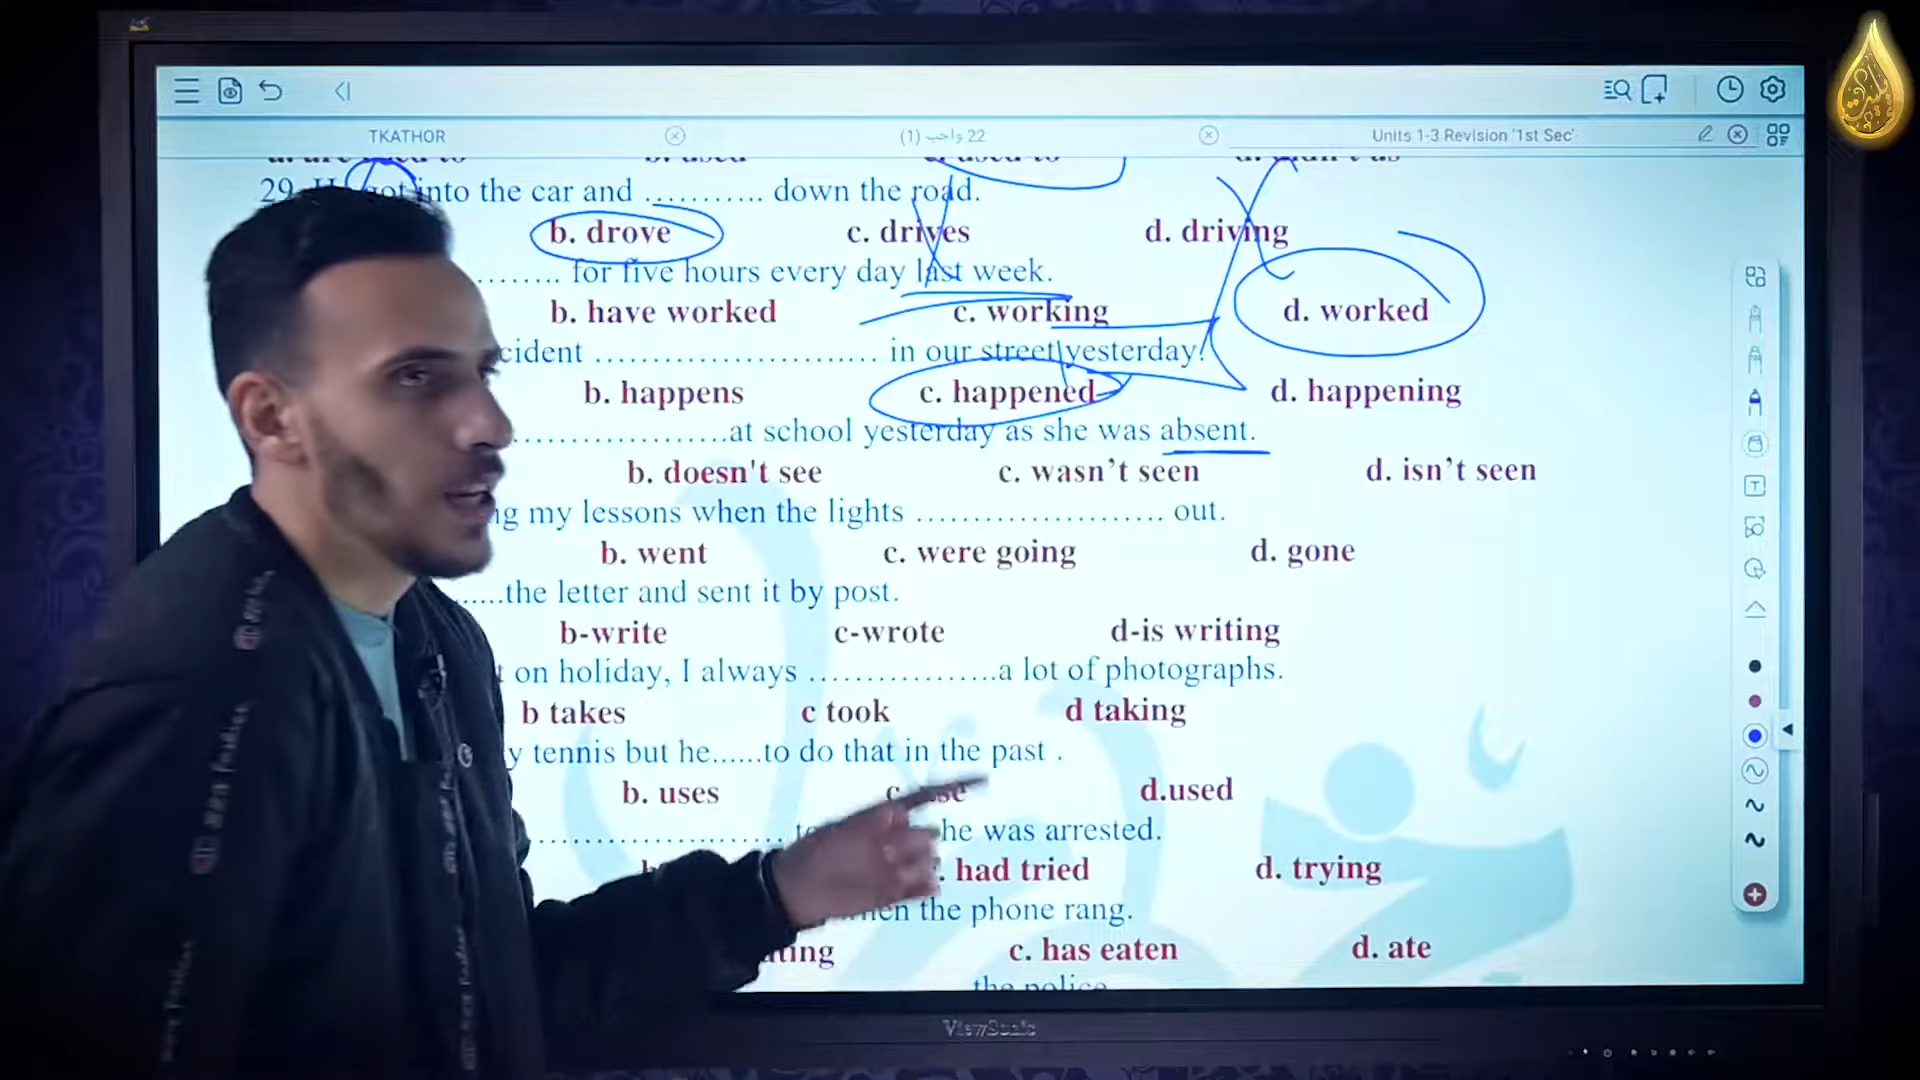 TKATHOR
22 واجب (1)
Units 1-3 Revision '1st Sec'
29- into the car and ........... down the road.
b. drove c. drives d. driving
........ for five hours every day last week.
b. have worked c. working d. worked
cident ........................ in our street yesterday.
b. happens c. happened d. happening
....................at school yesterday as she was absent.
b. doesn't see c. wasn't seen d. isn't seen
my lessons when the lights ..................... out.
b. went c. were going d. gone
......the letter and sent it by post.
b-write c-wrote d-is writing
on holiday, I always .................a lot of photographs.
b takes c took d taking
y tennis but he......to do that in the past .
b. uses d.used
he was arrested.
had tried d. trying
the phone rang.
c. has eaten d. ate
the police
ViewSonic